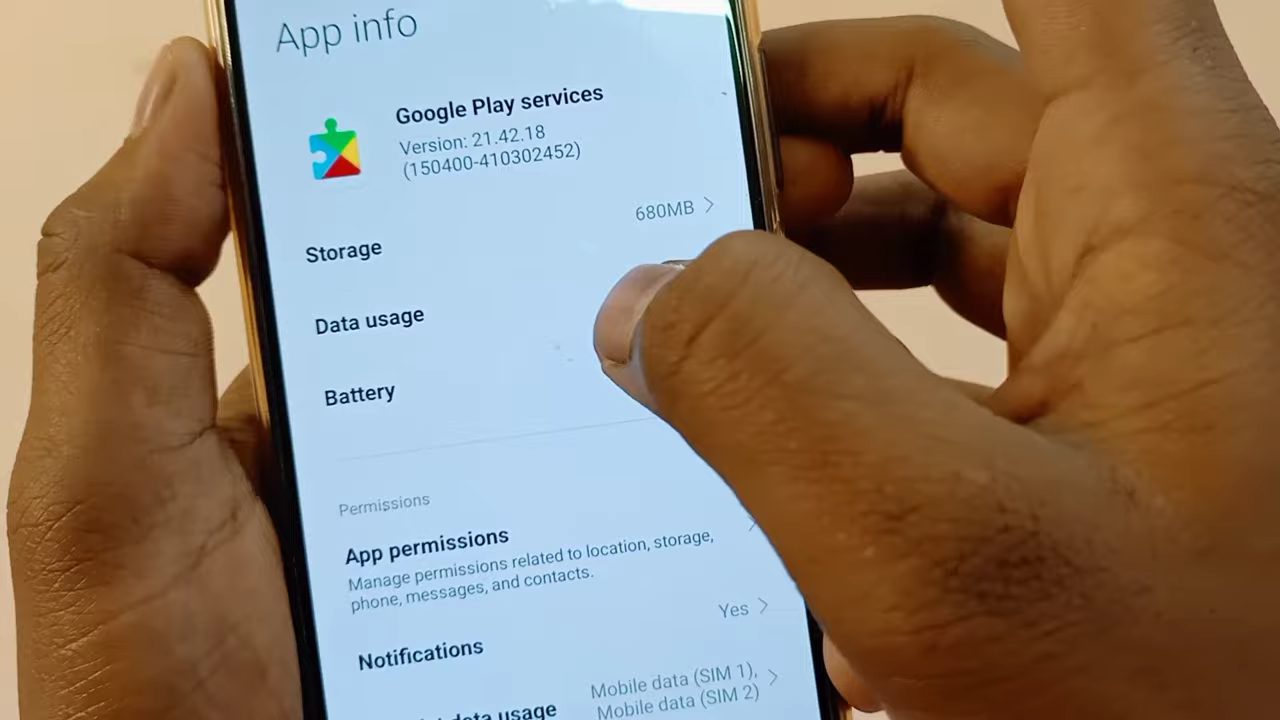 App info
Google Play services
Version: 21.42.18
(150400-410302452)
680MB
Storage
Data usage
Battery
Permissions
App permissions
Manage permissions related to location, storage,
phone, messages, and contacts.
Yes
Notifications
Mobile data (SIM 1),
Mobile data (SIM 2)
data usage